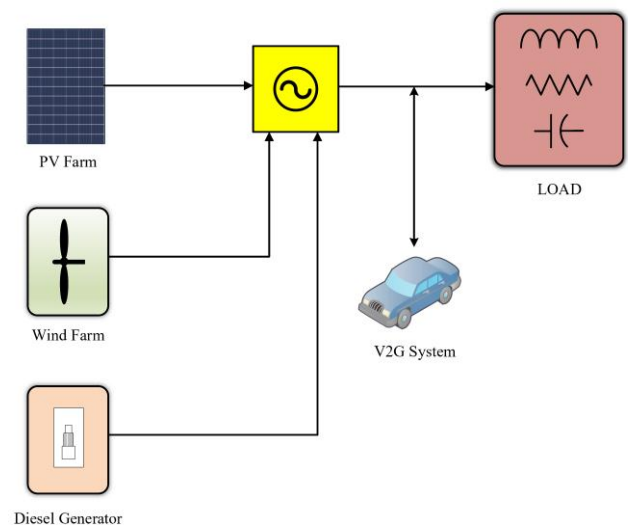 PV Farm
LOAD
Wind Farm
V2G System
Diesel Generator